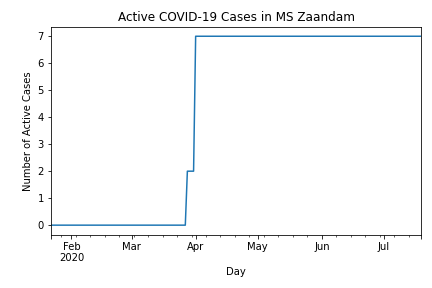 Active COVID-19 Cases in MS Zaandam
Number of Active Cases
7
6
5
4
3
2
1
0
Feb Mar Apr May Jun Jul
2020
Day